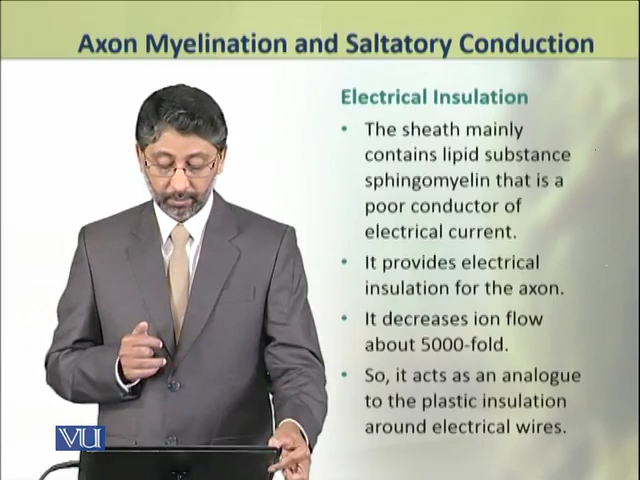 Axon Myelination and Saltatory Conduction
Electrical Insulation
• The sheath mainly
contains lipid substance
sphingomyelin that is a
poor conductor of
electrical current.
• It provides electrical
insulation for the axon.
• It decreases ion flow
about 5000-fold.
• So, it acts as an analogue
to the plastic insulation
around electrical wires.
VU